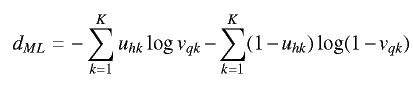 d_{ML} = - \sum_{k=1}^{K} u_{hk} \log v_{qk} - \sum_{k=1}^{K} (1 - u_{hk}) \log(1 - v_{qk})